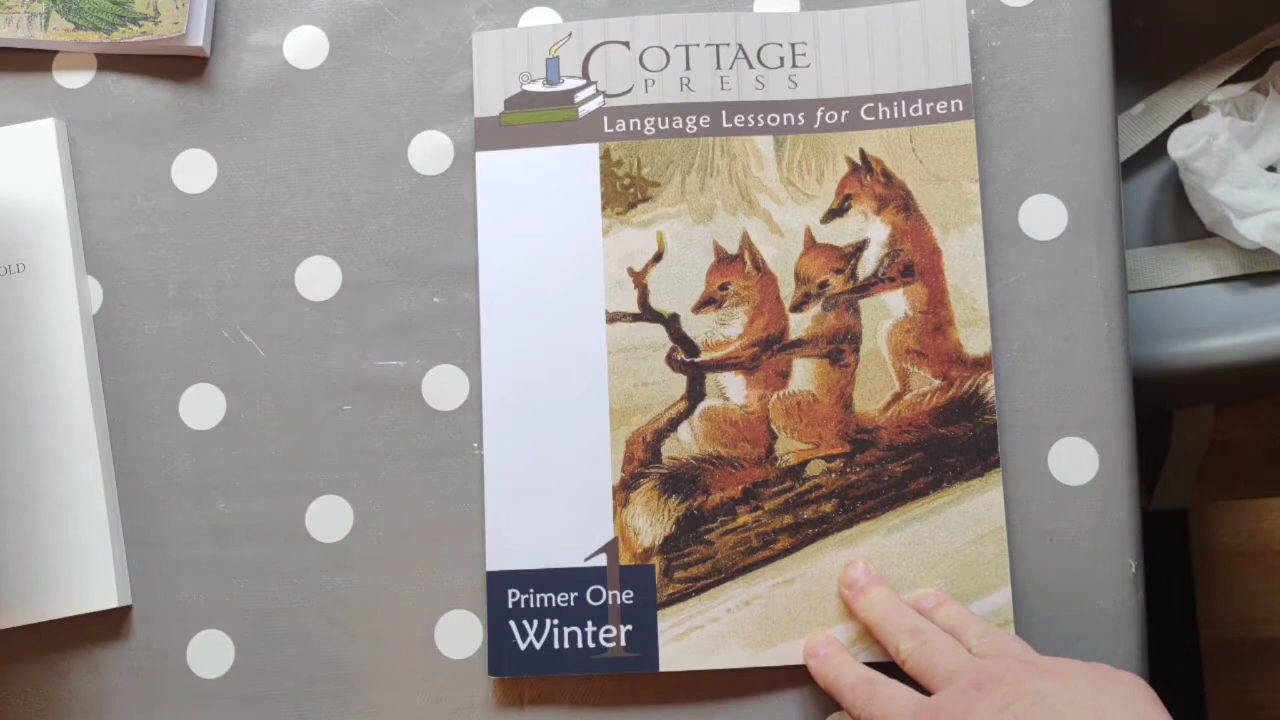 OLD
COTTAGE
PRESS
Language Lessons for Children
1
Primer One
Winter